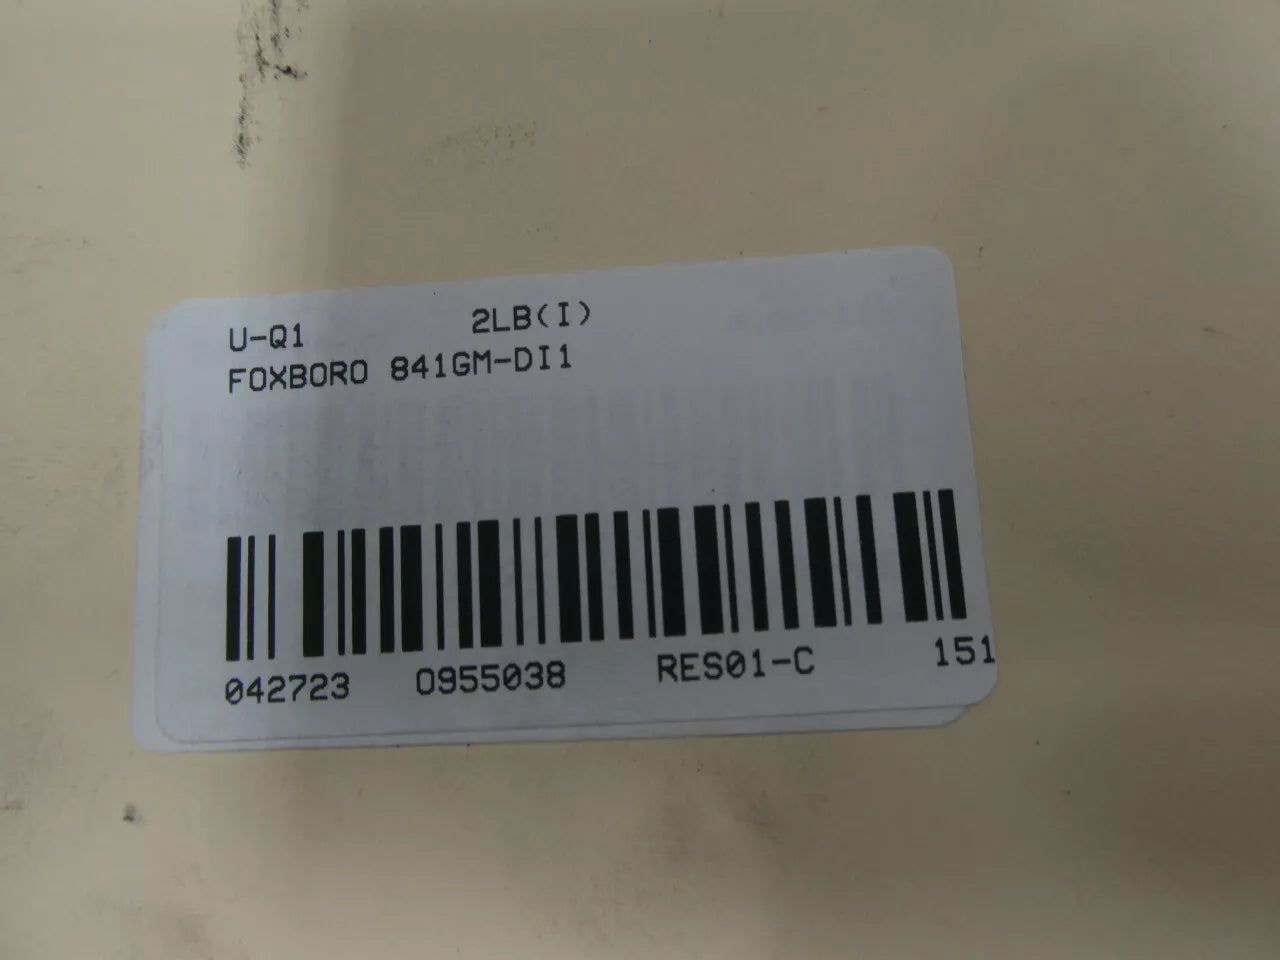 U-Q1 2LB(I)
FOXBORO 841GM-DI1
042723 0955038 RES01-C 151